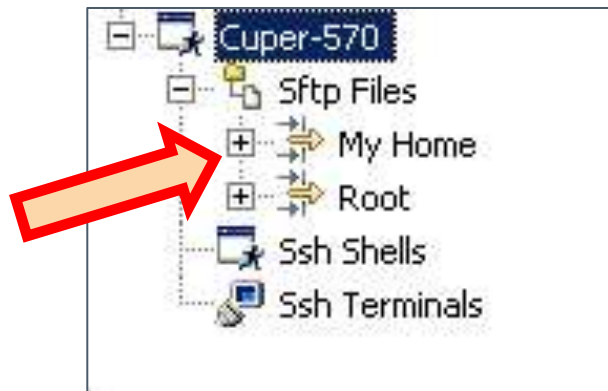 Cuper-570
Sftp Files
My Home
Root
Ssh Shells
Ssh Terminals